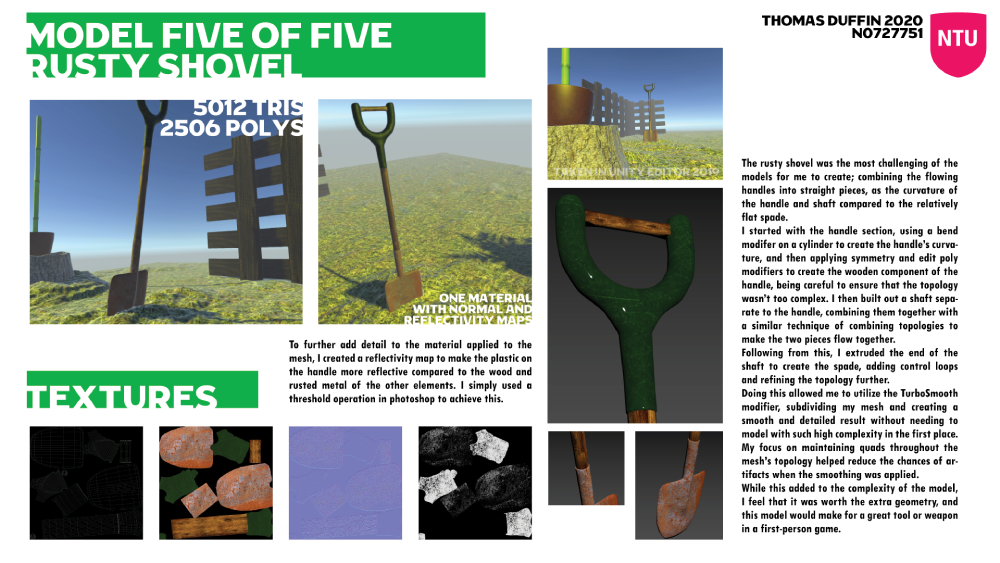 MODEL FIVE OF FIVE
RUSTY SHOVEL
THOMAS DUFFIN 2020
N0727751
NTU
5012 TRIS
2506 POLYS
ONE MATERIAL
WITH NORMAL AND
REFLECTIVITY MAPS
TAKEN IN UNITY EDITOR 2019
To further add detail to the material applied to the
mesh, I created a reflectivity map to make the plastic on
the handle more reflective compared to the wood and
rusted metal of the other elements. I simply used a
threshold operation in photoshop to achieve this.
TEXTURES
The rusty shovel was the most challenging of the
models for me to create; combining the flowing
handles into straight pieces, as the curvature of
the handle and shaft compared to the relatively
flat spade.
I started with the handle section, using a bend
modifer on a cylinder to create the handle's curva-
ture, and then applying symmetry and edit poly
modifiers to create the wooden component of the
handle, being careful to ensure that the topology
wasn't too complex. I then built out a shaft sepa-
rate to the handle, combining them together with
a similar technique of combining topologies to
make the two pieces flow together.
Following from this, I extruded the end of the
shaft to create the spade, adding control loops
and refining the topology further.
Doing this allowed me to utilize the TurboSmooth
modifier, subdividing my mesh and creating a
smooth and detailed result without needing to
model with such high complexity in the first place.
My focus on maintaining quads throughout the
mesh's topology helped reduce the chances of ar-
tifacts when the smoothing was applied.
While this added to the complexity of the model,
I feel that it was worth the extra geometry, and
this model would make for a great tool or weapon
in a first-person game.